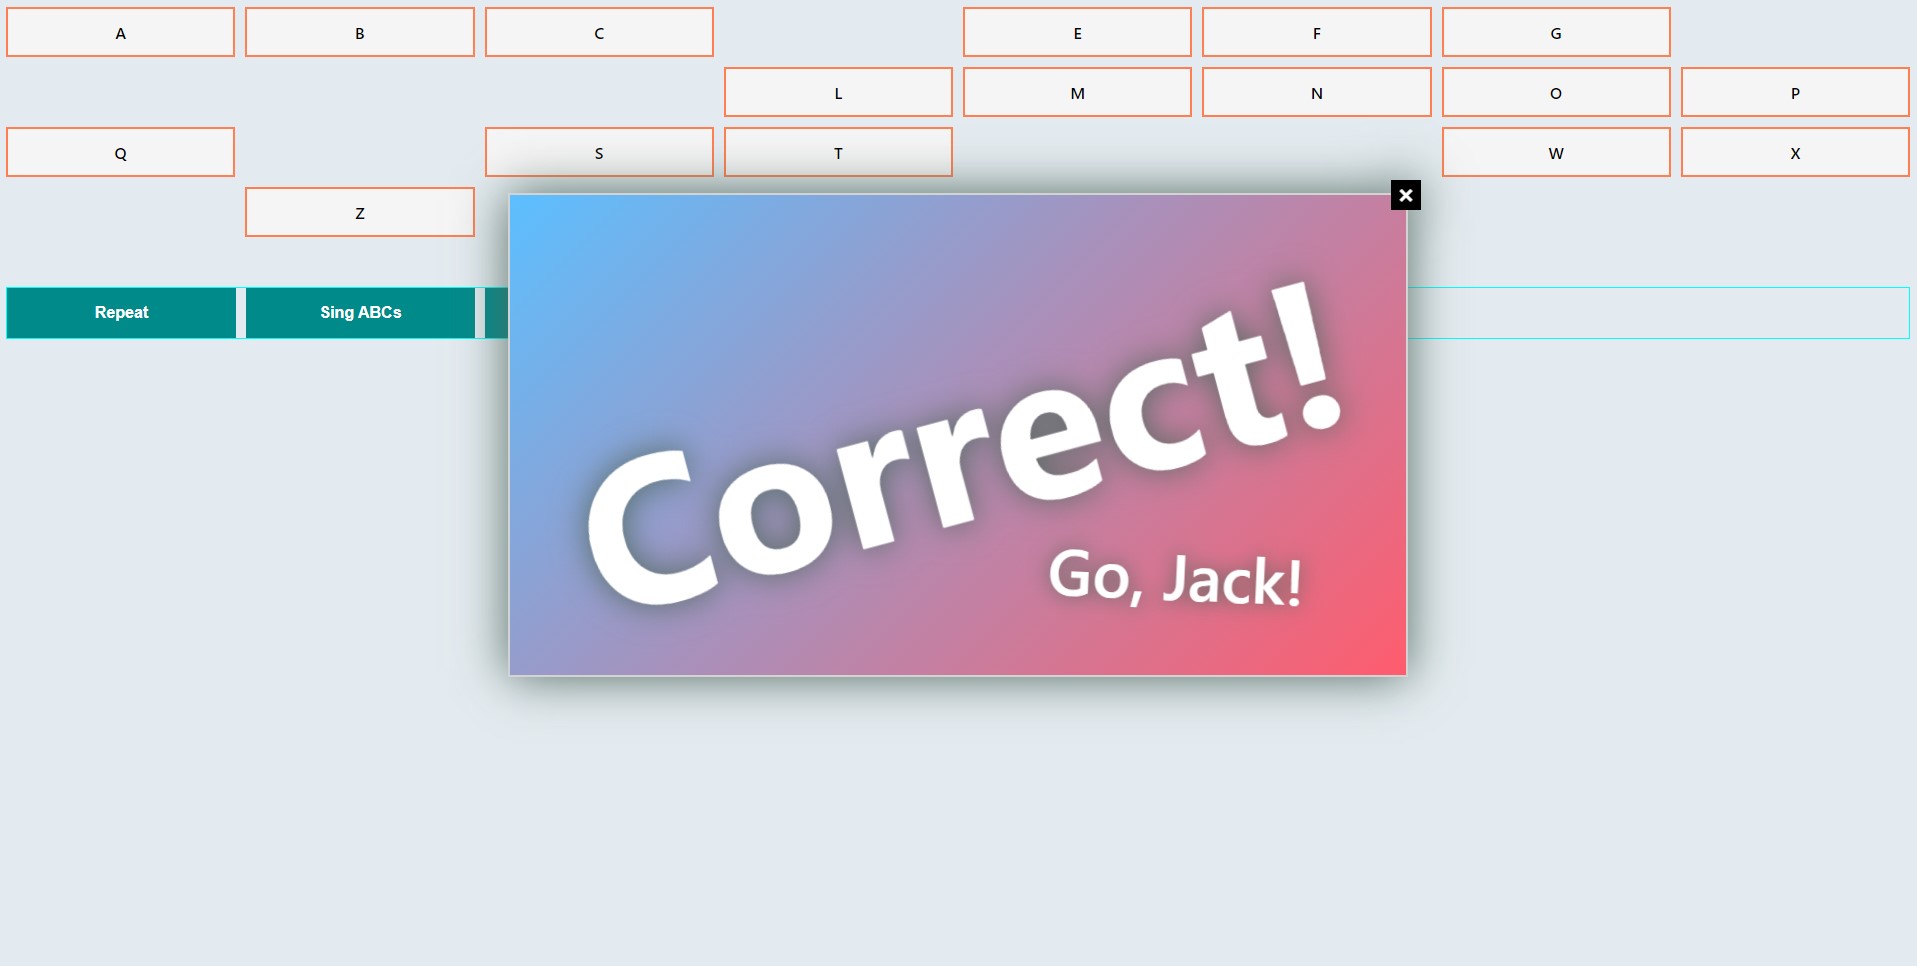 A B C E F G
L M N O P
Q S T W X
Z
Repeat Sing ABCs
Correct!
Go, Jack!